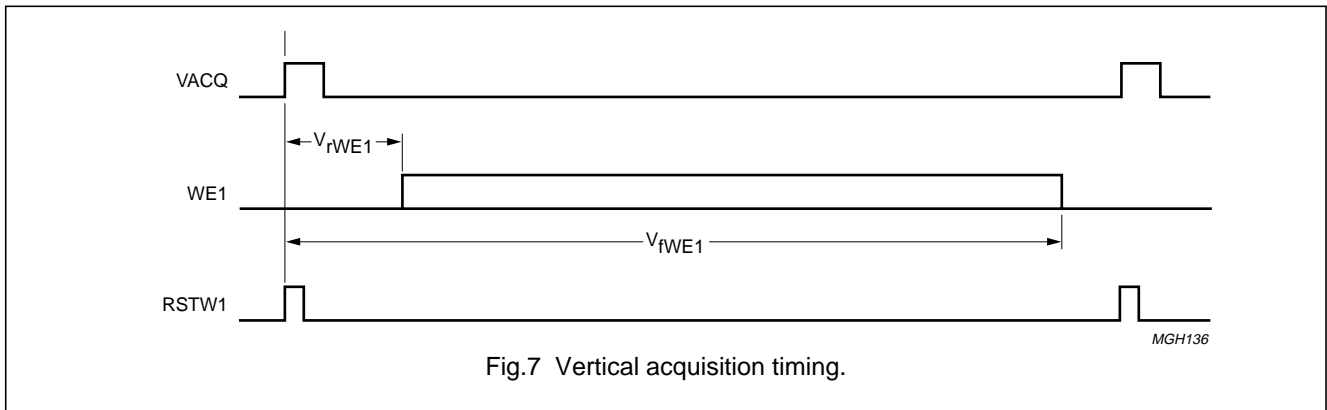 VACQ
VrWE1
WE1
VfWE1
RSTW1
MGH136
Fig.7 Vertical acquisition timing.